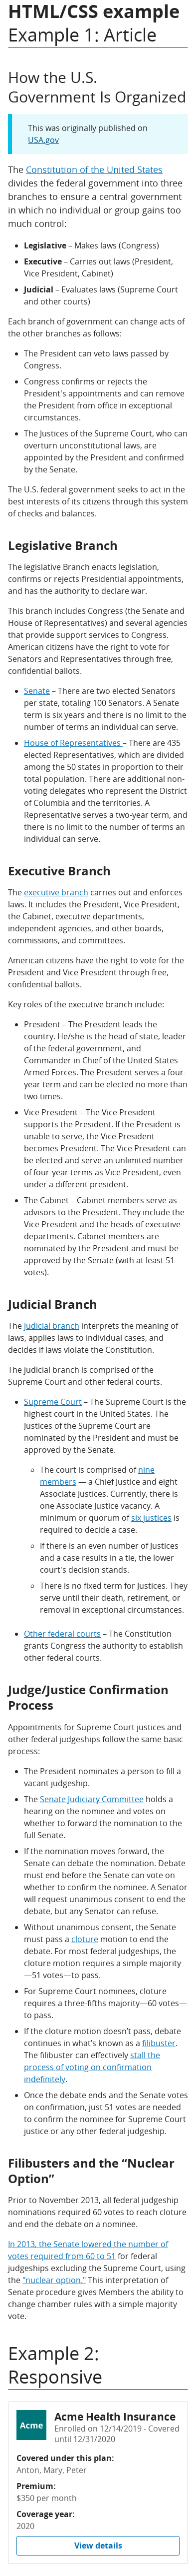 HTML/CSS example
Example 1: Article
How the U.S.
Government Is Organized
This was originally published on
USA.gov
The Constitution of the United States
divides the federal government into three
branches to ensure a central government
in which no individual or group gains too
much control:
Legislative – Makes laws (Congress)
Executive – Carries out laws (President,
Vice President, Cabinet)
Judicial – Evaluates laws (Supreme Court
and other courts)
Each branch of government can change acts of
the other branches as follows:
The President can veto laws passed by
Congress.
Congress confirms or rejects the
President's appointments and can remove
the President from office in exceptional
circumstances.
The Justices of the Supreme Court, who can
overturn unconstitutional laws, are
appointed by the President and confirmed
by the Senate.
The U.S. federal government seeks to act in the
best interests of its citizens through this system
of checks and balances.
Legislative Branch
The legislative Branch enacts legislation,
confirms or rejects Presidential appointments,
and has the authority to declare war.
This branch includes Congress (the Senate and
House of Representatives) and several agencies
that provide support services to Congress.
American citizens have the right to vote for
Senators and Representatives through free,
confidential ballots.
Senate – There are two elected Senators
per state, totaling 100 Senators. A Senate
term is six years and there is no limit to the
number of terms an individual can serve.
House of Representatives – There are 435
elected Representatives, which are divided
among the 50 states in proportion to their
total population. There are additional non-
voting delegates who represent the District
of Columbia and the territories. A
Representative serves a two-year term, and
there is no limit to the number of terms an
individual can serve.
Executive Branch
The executive branch carries out and enforces
laws. It includes the President, Vice President,
the Cabinet, executive departments,
independent agencies, and other boards,
commissions, and committees.
American citizens have the right to vote for the
President and Vice President through free,
confidential ballots.
Key roles of the executive branch include:
President – The President leads the
country. He/she is the head of state, leader
of the federal government, and
Commander in Chief of the United States
Armed Forces. The President serves a four-
year term and can be elected no more than
two times.
Vice President – The Vice President
supports the President. If the President is
unable to serve, the Vice President
becomes President. The Vice President can
be elected and serve an unlimited number
of four-year terms as Vice President, even
under a different president.
The Cabinet – Cabinet members serve as
advisors to the President. They include the
Vice President and the heads of executive
departments. Cabinet members are
nominated by the President and must be
approved by the Senate (with at least 51
votes).
Judicial Branch
The judicial branch interprets the meaning of
laws, applies laws to individual cases, and
decides if laws violate the Constitution.
The judicial branch is comprised of the
Supreme Court and other federal courts.
Supreme Court – The Supreme Court is the
highest court in the United States. The
Justices of the Supreme Court are
nominated by the President and must be
approved by the Senate.
The Court is comprised of nine
members — a Chief Justice and eight
Associate Justices. Currently, there is
one Associate Justice vacancy. A
minimum or quorum of six justices is
required to decide a case.
If there is an even number of Justices
and a case results in a tie, the lower
court's decision stands.
There is no fixed term for Justices. They
serve until their death, retirement, or
removal in exceptional circumstances.
Other federal courts – The Constitution
grants Congress the authority to establish
other federal courts.
Judge/Justice Confirmation
Process
Appointments for Supreme Court justices and
other federal judgeships follow the same basic
process:
The President nominates a person to fill a
vacant judgeship.
The Senate Judiciary Committee holds a
hearing on the nominee and votes on
whether to forward the nomination to the
full Senate.
If the nomination moves forward, the
Senate can debate the nomination. Debate
must end before the Senate can vote on
whether to confirm the nominee. A Senator
will request unanimous consent to end the
debate, but any Senator can refuse.
Without unanimous consent, the Senate
must pass a cloture motion to end the
debate. For most federal judgeships, the
cloture motion requires a simple majority
—51 votes—to pass.
For Supreme Court nominees, cloture
requires a three-fifths majority—60 votes—
to pass.
If the cloture motion doesn't pass, debate
continues in what's known as a filibuster.
The filibuster can effectively stall the
process of voting on confirmation
indefinitely.
Once the debate ends and the Senate votes
on confirmation, just 51 votes are needed
to confirm the nominee for Supreme Court
justice or any other federal judgeship.
Filibusters and the “Nuclear
Option”
Prior to November 2013, all federal judgeship
nominations required 60 votes to reach cloture
and end the debate on a nominee.
In 2013, the Senate lowered the number of
votes required from 60 to 51 for federal
judgeships excluding the Supreme Court, using
the "nuclear option." This interpretation of
Senate procedure gives Members the ability to
change chamber rules with a simple majority
vote.
Example 2:
Responsive
Acme
Acme Health Insurance
Enrolled on 12/14/2019 - Covered
until 12/31/2020
Covered under this plan:
Anton, Mary, Peter
Premium:
$350 per month
Coverage year:
2020
View details